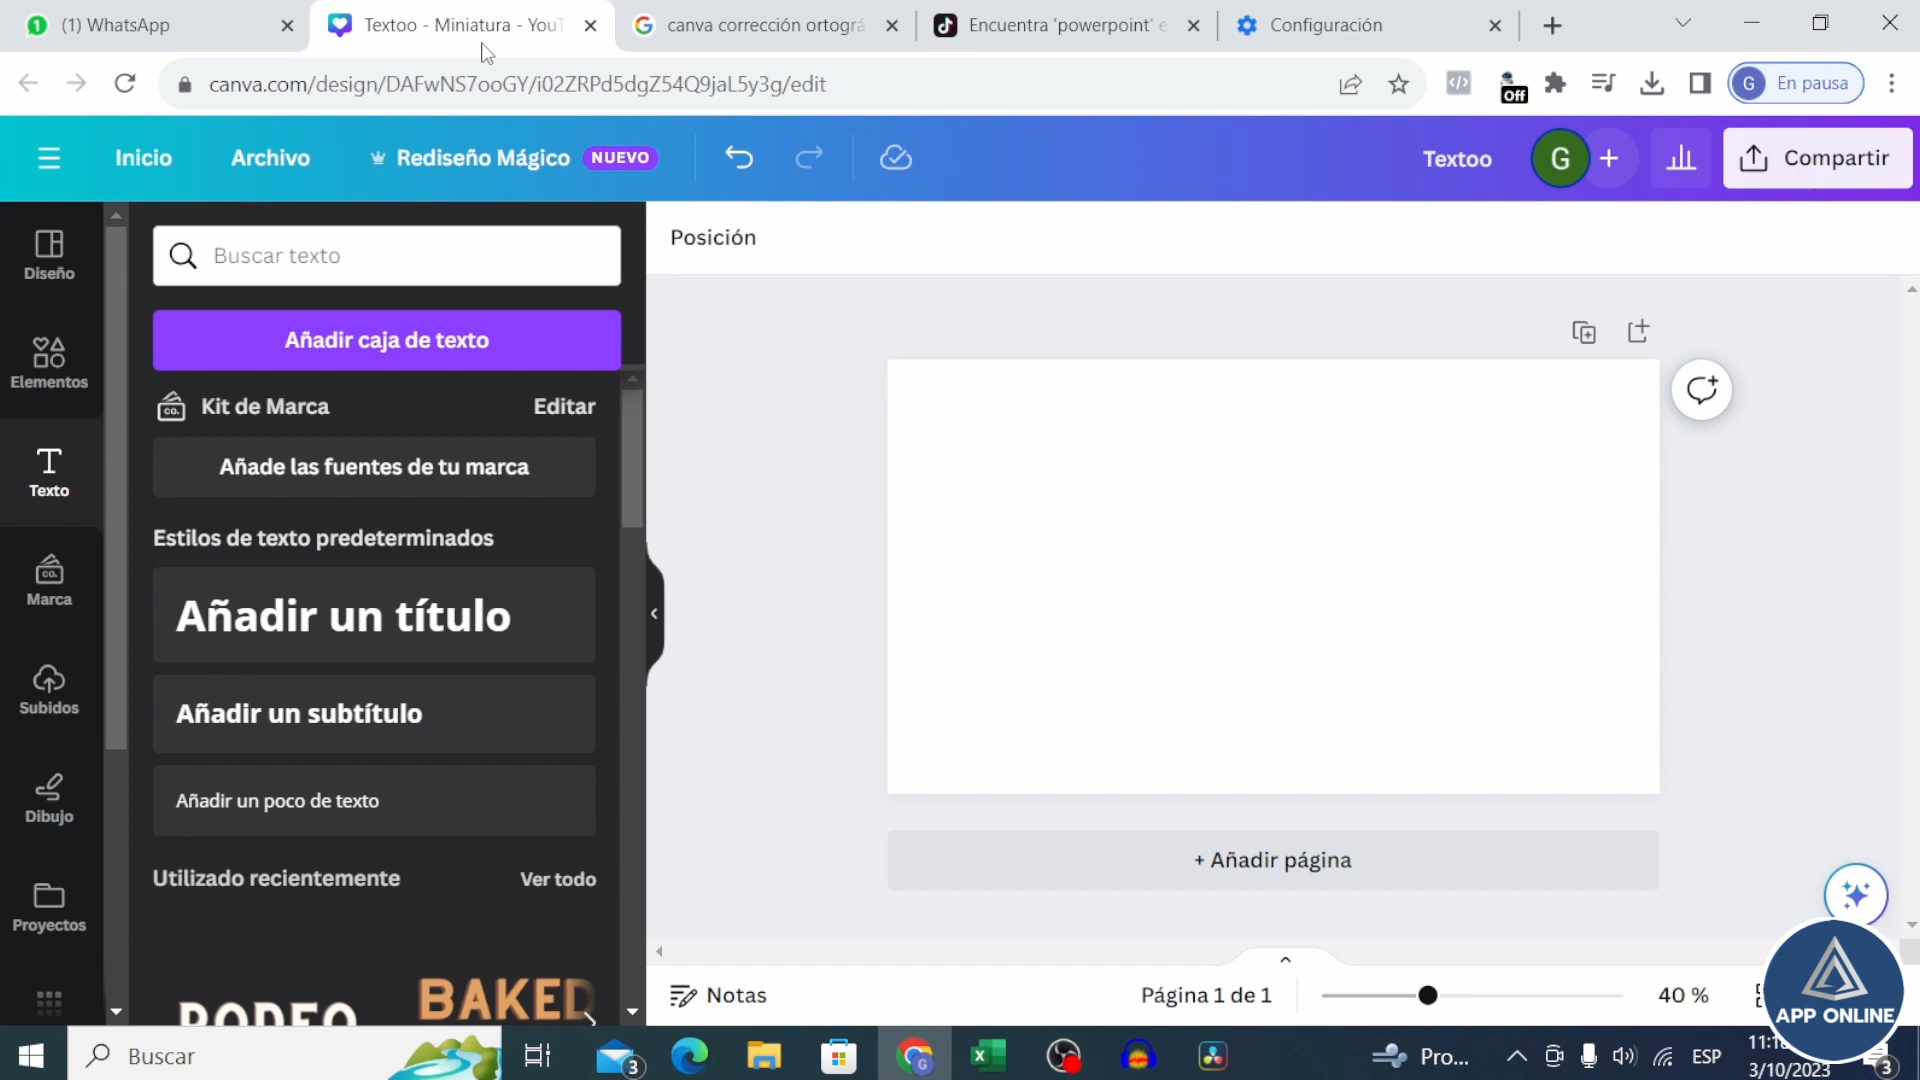 (1) WhatsApp
Textoo - Miniatura - YouT
canva corrección ortográ
Encuentra 'powerpoint' e
Configuración
canva.com/design/DAFwNS7ooGY/i02ZRPd5dgZ54Q9jaL5y3g/edit
Off
G En pausa
Inicio
Archivo
Rediseño Mágico NUEVO
Textoo
G
Compartir
Diseño
Elementos
Texto
Marca
Subidos
Dibujo
Proyectos
Buscar texto
Añadir caja de texto
Kit de Marca
Editar
Añade las fuentes de tu marca
Estilos de texto predeterminados
Añadir un título
Añadir un subtítulo
Añadir un poco de texto
Utilizado recientemente
Ver todo
RODEO
BAKED
Posición
+ Añadir página
Notas
Página 1 de 1
40 %
APP ONLINE
Buscar
3
Pro...
ESP
3/10/2023
3